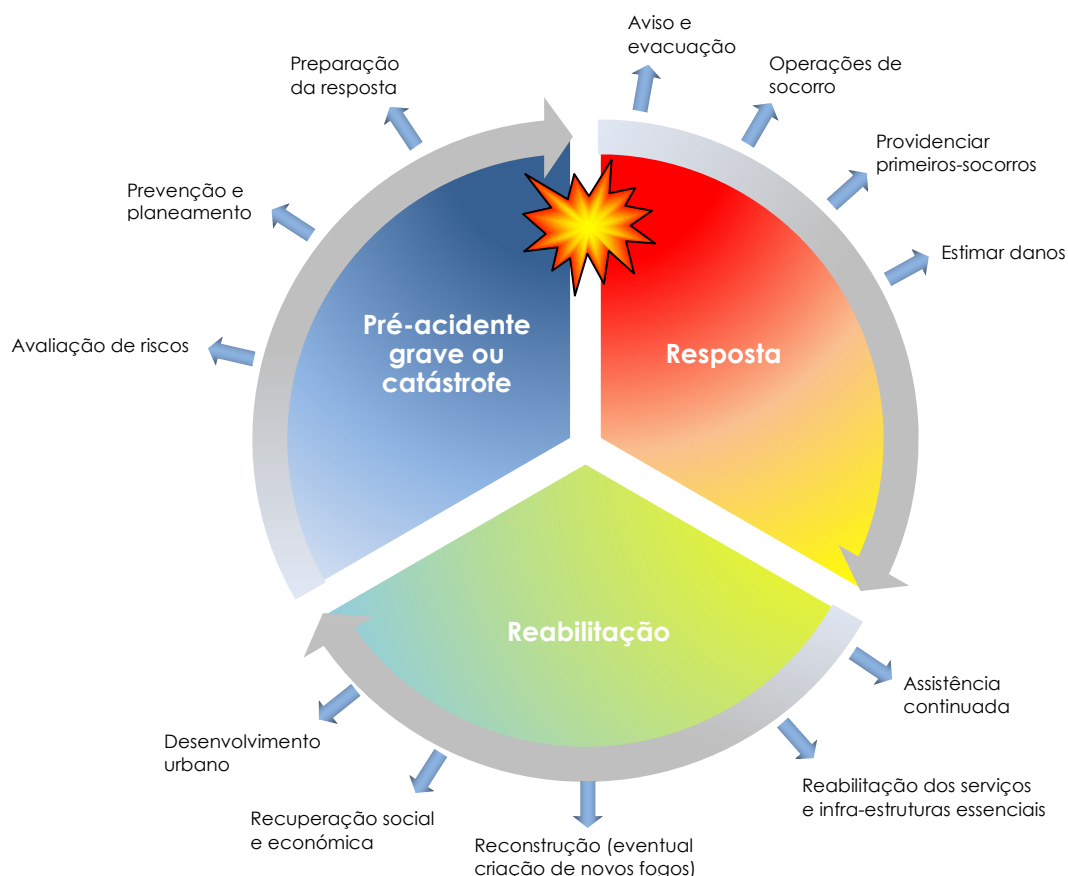 Aviso e
evacuação
Operações de
socorro
Preparação
da resposta
Providenciar
primeiros-socorros
Prevenção e
planeamento
Estimar danos
Pré-acidente
grave ou
catástrofe
Resposta
Avaliação de riscos
Reabilitação
Assistência
continuada
Desenvolvimento
urbano
Reabilitação dos serviços
e infra-estruturas essenciais
Recuperação social
e económica
Reconstrução (eventual
criação de novos fogos)